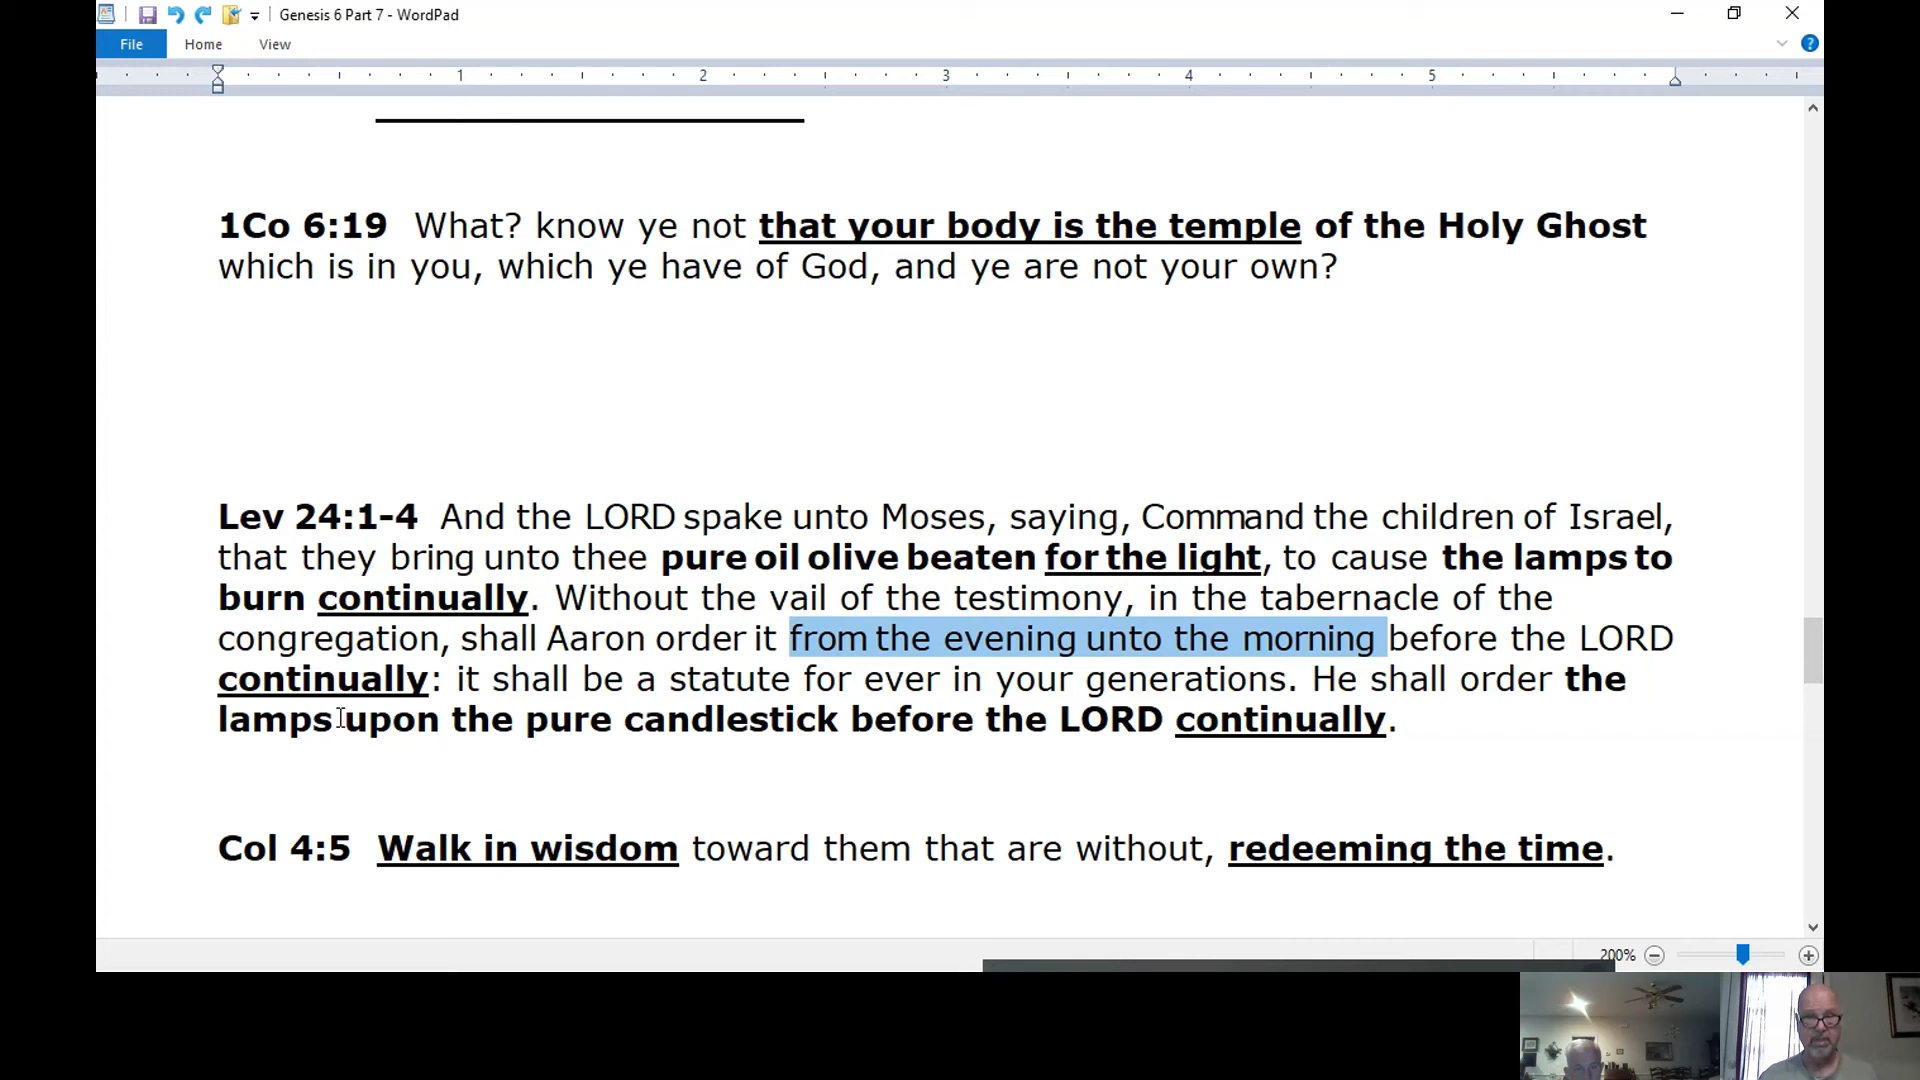 Genesis 6 Part 7 - WordPad
File Home View
1 2 3 4 5
1Co 6:19 What? know ye not that your body is the temple of the Holy Ghost
which is in you, which ye have of God, and ye are not your own?
Lev 24:1-4 And the LORD spake unto Moses, saying, Command the children of Israel,
that they bring unto thee pure oil olive beaten for the light, to cause the lamps to
burn continually. Without the vail of the testimony, in the tabernacle of the
congregation, shall Aaron order it from the evening unto the morning before the LORD
continually: it shall be a statute for ever in your generations. He shall order the
lamps upon the pure candlestick before the LORD continually.
Col 4:5 Walk in wisdom toward them that are without, redeeming the time.
200%